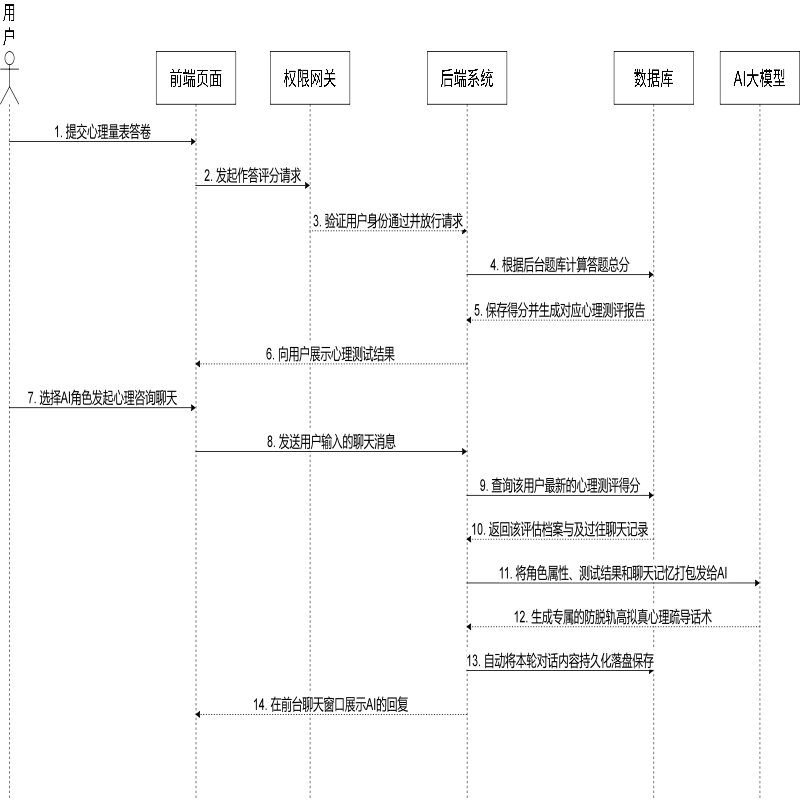 用
户
前端页面
权限网关
后端系统
数据库
AI大模型
1. 提交心理量表答卷
2. 发起作答评分请求
3. 验证用户身份通过并放行请求
4. 根据后台题库计算答题总分
5. 保存得分并生成对应心理测评报告
6. 向用户展示心理测试结果
7. 选择AI角色发起心理咨询聊天
8. 发送用户输入的聊天消息
9. 查询该用户最新的心理测评得分
10. 返回该评估档案与及过往聊天记录
11. 将角色属性、测试结果和聊天记忆打包发给AI
12. 生成专属的防脱轨高拟真心理疏导话术
13. 自动将本轮对话内容持久化落盘保存
14. 在前台聊天窗口展示AI的回复